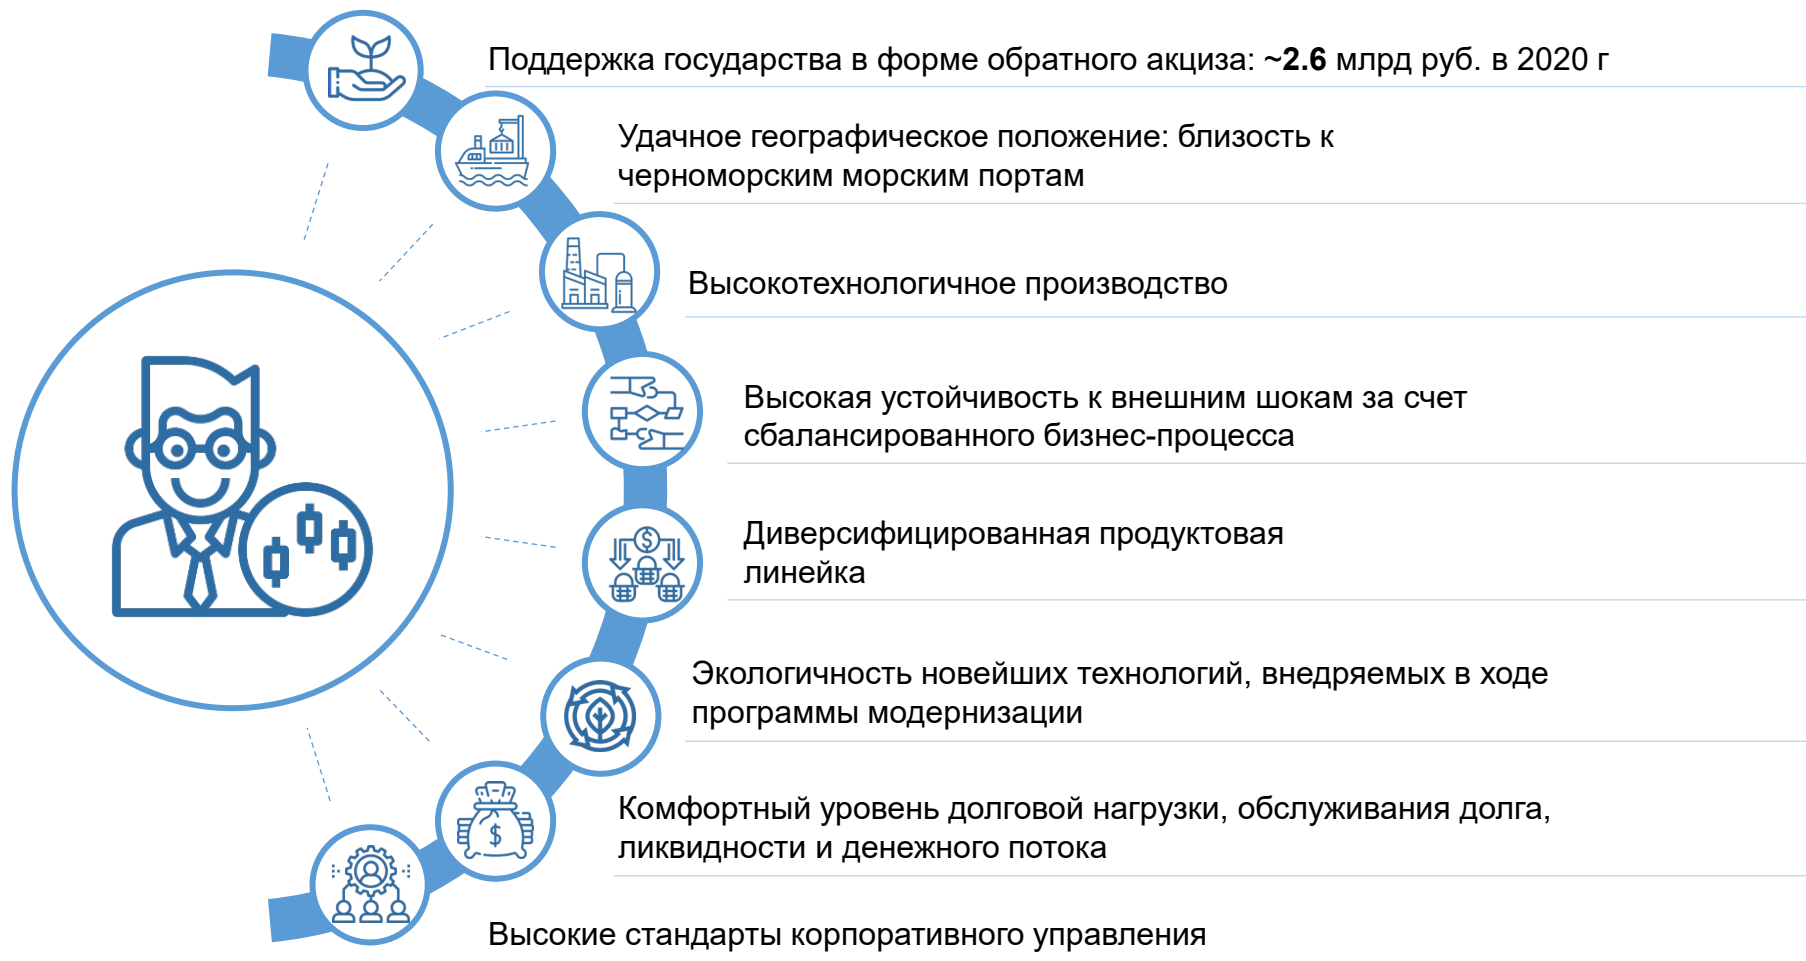 Поддержка государства в форме обратного акциза: ~2.6 млрд руб. в 2020 г
Удачное географическое положение: близость к
черноморским морским портам
Высокотехнологичное производство
Высокая устойчивость к внешним шокам за счет
сбалансированного бизнес-процесса
Диверсифицированная продуктовая
линейка
Экологичность новейших технологий, внедряемых в ходе
программы модернизации
Комфортный уровень долговой нагрузки, обслуживания долга,
ликвидности и денежного потока
Высокие стандарты корпоративного управления